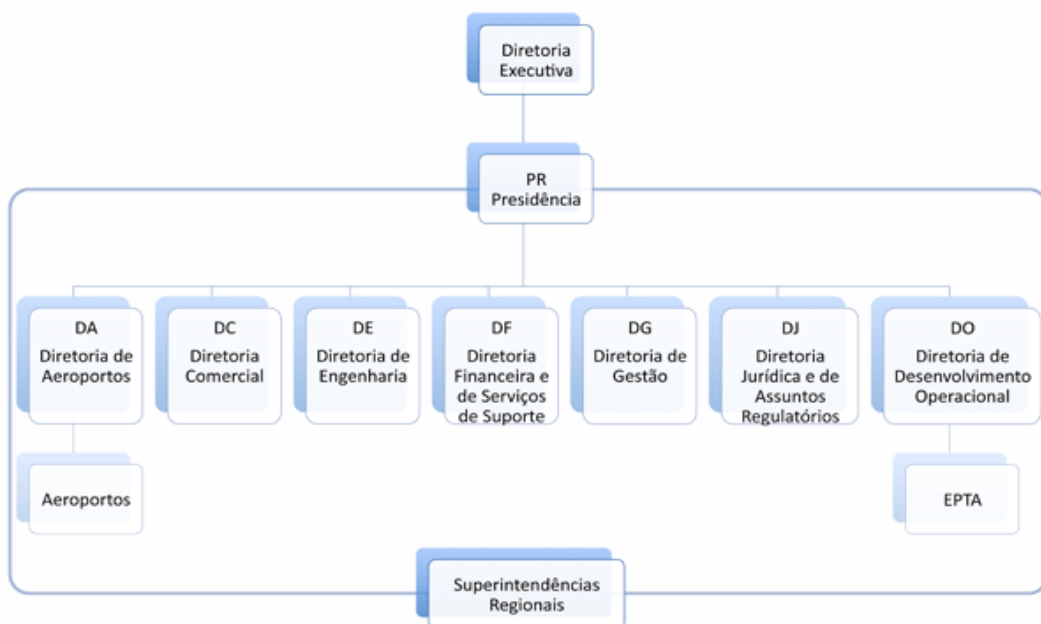 Diretoria
Executiva
PR
Presidência
DA
Diretoria de
Aeroportos
DC
Diretoria
Comercial
DE
Diretoria de
Engenharia
DF
Diretoria
Financeira e
de Serviços
de Suporte
DG
Diretoria de
Gestão
DJ
Diretoria
Jurídica e de
Assuntos
Regulatórios
DO
Diretoria de
Desenvolvimento
Operacional
Aeroportos
EPTA
Superintendências
Regionais